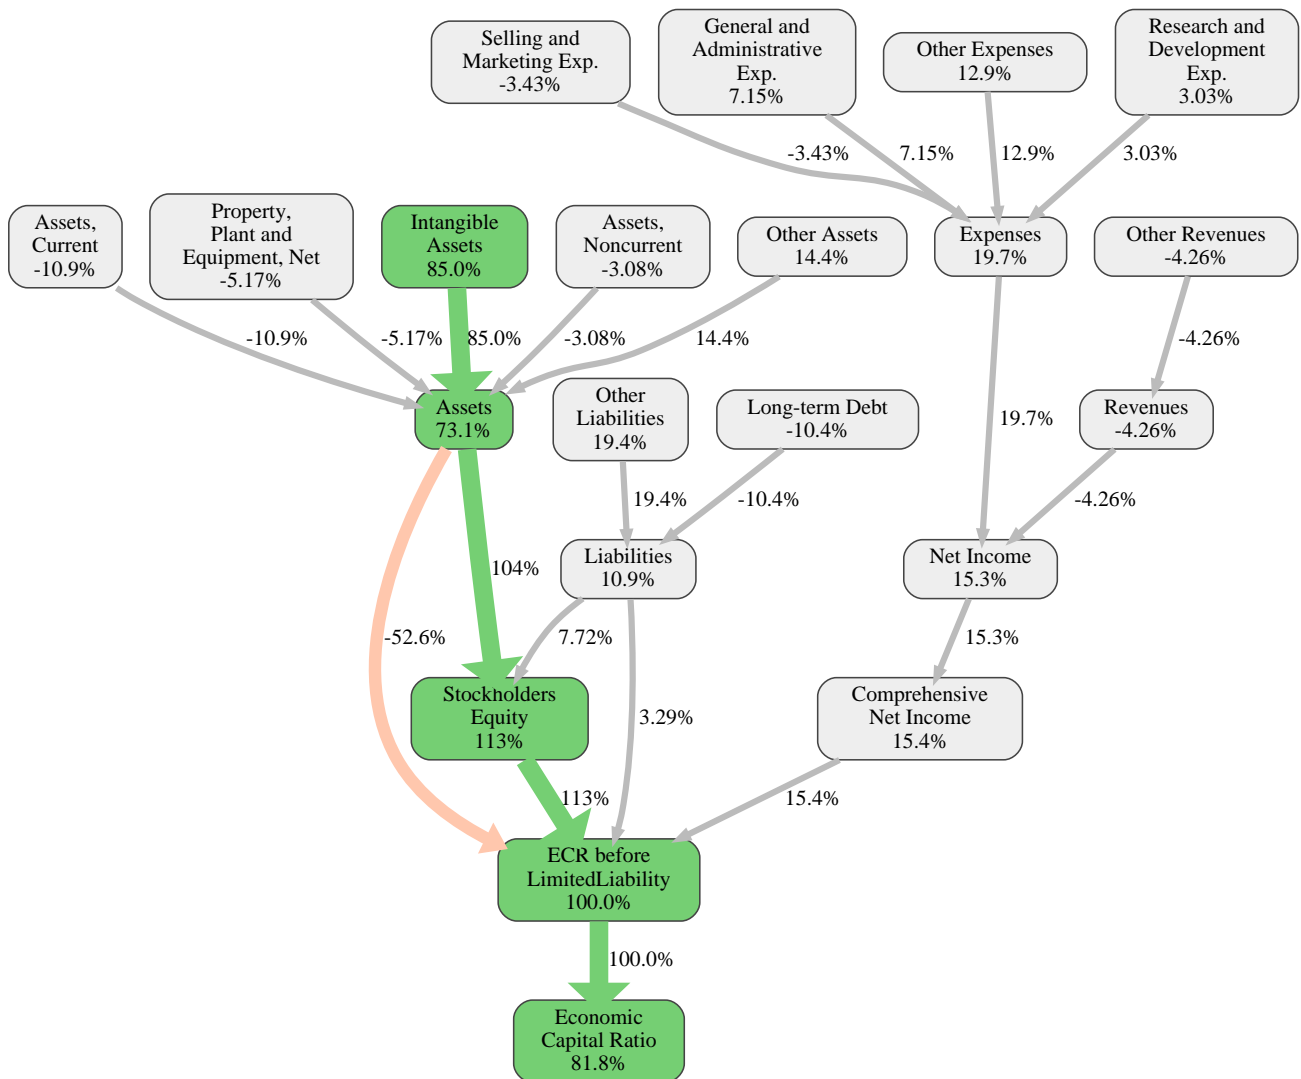 Selling and
Marketing Exp.
-3.43%
General and
Administrative
Exp.
7.15%
Other Expenses
12.9%
Research and
Development
Exp.
3.03%
-3.43%
7.15%
12.9%
3.03%
Assets,
Current
-10.9%
Property,
Plant and
Equipment, Net
-5.17%
Intangible
Assets
85.0%
Assets,
Noncurrent
-3.08%
Other Assets
14.4%
Expenses
19.7%
Other Revenues
-4.26%
-10.9%
-5.17%
85.0%
-3.08%
14.4%
-4.26%
Assets
73.1%
Other
Liabilities
19.4%
Long-term Debt
-10.4%
19.7%
Revenues
-4.26%
19.4%
-10.4%
-4.26%
104%
Liabilities
10.9%
Net Income
15.3%
-52.6%
7.72%
15.3%
Stockholders
Equity
113%
3.29%
Comprehensive
Net Income
15.4%
113%
15.4%
ECR before
LimitedLiability
100.0%
100.0%
Economic
Capital Ratio
81.8%